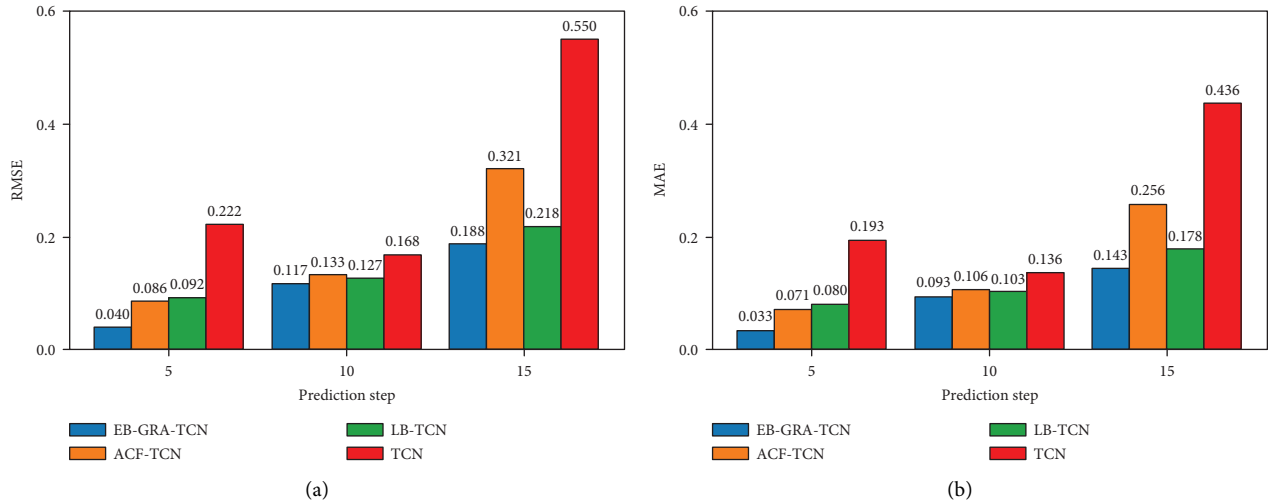 0.6
0.4
0.2
0.0
RMSE
0.040
0.086
0.092
0.222
0.117
0.133
0.127
0.168
0.188
0.321
0.218
0.550
5
10
15
Prediction step
EB-GRA-TCN
LB-TCN
ACF-TCN
TCN
(a)
0.6
0.4
0.2
0.0
MAE
0.033
0.071
0.080
0.193
0.093
0.106
0.103
0.136
0.143
0.256
0.178
0.436
5
10
15
Prediction step
EB-GRA-TCN
LB-TCN
ACF-TCN
TCN
(b)